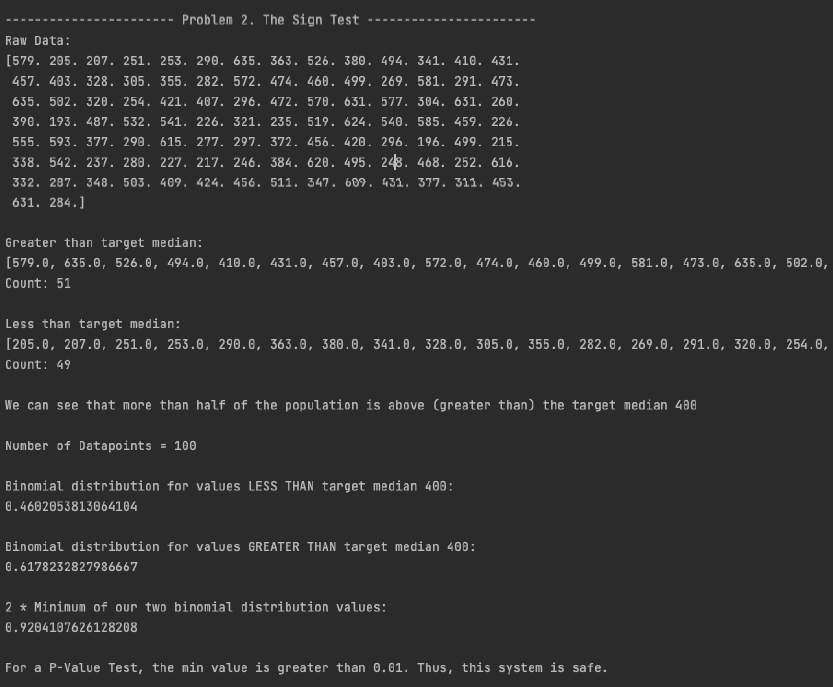 ----------------------- Problem 2. The Sign Test -----------------------
Raw Data:
[579. 205. 207. 251. 253. 290. 635. 363. 526. 380. 494. 341. 410. 431.
457. 403. 328. 305. 355. 282. 572. 474. 460. 499. 269. 581. 291. 473.
635. 502. 320. 254. 421. 407. 296. 472. 570. 631. 577. 304. 631. 260.
390. 193. 487. 532. 541. 226. 321. 235. 519. 624. 540. 585. 459. 226.
555. 593. 377. 290. 615. 277. 297. 372. 456. 420. 296. 196. 499. 215.
338. 542. 237. 280. 227. 217. 246. 384. 620. 495. 248. 468. 252. 616.
332. 287. 348. 503. 409. 424. 456. 511. 347. 609. 431. 377. 311. 453.
631. 284.]
Greater than target median:
[579.0, 635.0, 526.0, 494.0, 410.0, 431.0, 457.0, 403.0, 572.0, 474.0, 460.0, 499.0, 581.0, 473.0, 635.0, 502.0,
Count: 51
Less than target median:
[205.0, 207.0, 251.0, 253.0, 290.0, 363.0, 380.0, 341.0, 328.0, 305.0, 355.0, 282.0, 269.0, 291.0, 320.0, 254.0,
Count: 49
We can see that more than half of the population is above (greater than) the target median 400
Number of Datapoints = 100
Binomial distribution for values LESS THAN target median 400:
0.4602053813064104
Binomial distribution for values GREATER THAN target median 400:
0.6178232827986667
2 * Minimum of our two binomial distribution values:
0.9204107626128208
For a P-Value Test, the min value is greater than 0.01. Thus, this system is safe.